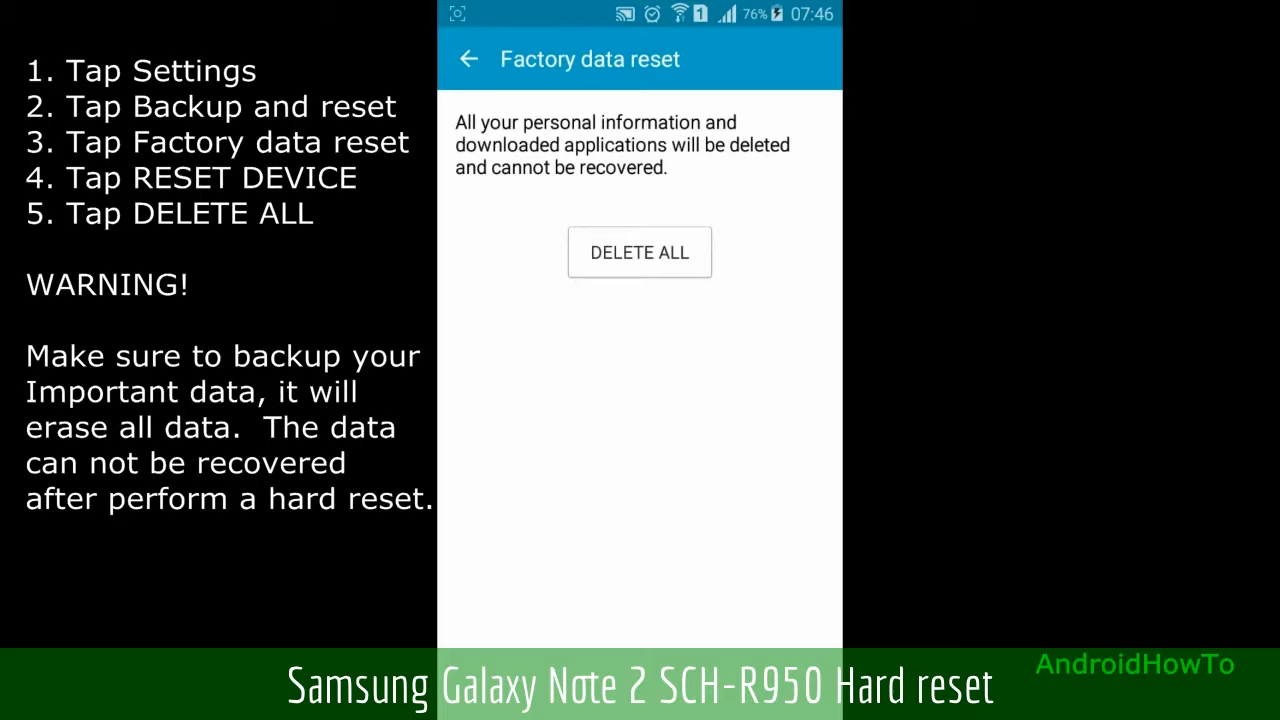 1. Tap Settings
2. Tap Backup and reset
3. Tap Factory data reset
4. Tap RESET DEVICE
5. Tap DELETE ALL
WARNING!
Make sure to backup your
Important data, it will
erase all data.  The data
can not be recovered
after perform a hard reset.
1 76% 07:46
Factory data reset
All your personal information and
downloaded applications will be deleted
and cannot be recovered.
DELETE ALL
AndroidHowTo
Samsung Galaxy Note 2 SCH-R950 Hard reset